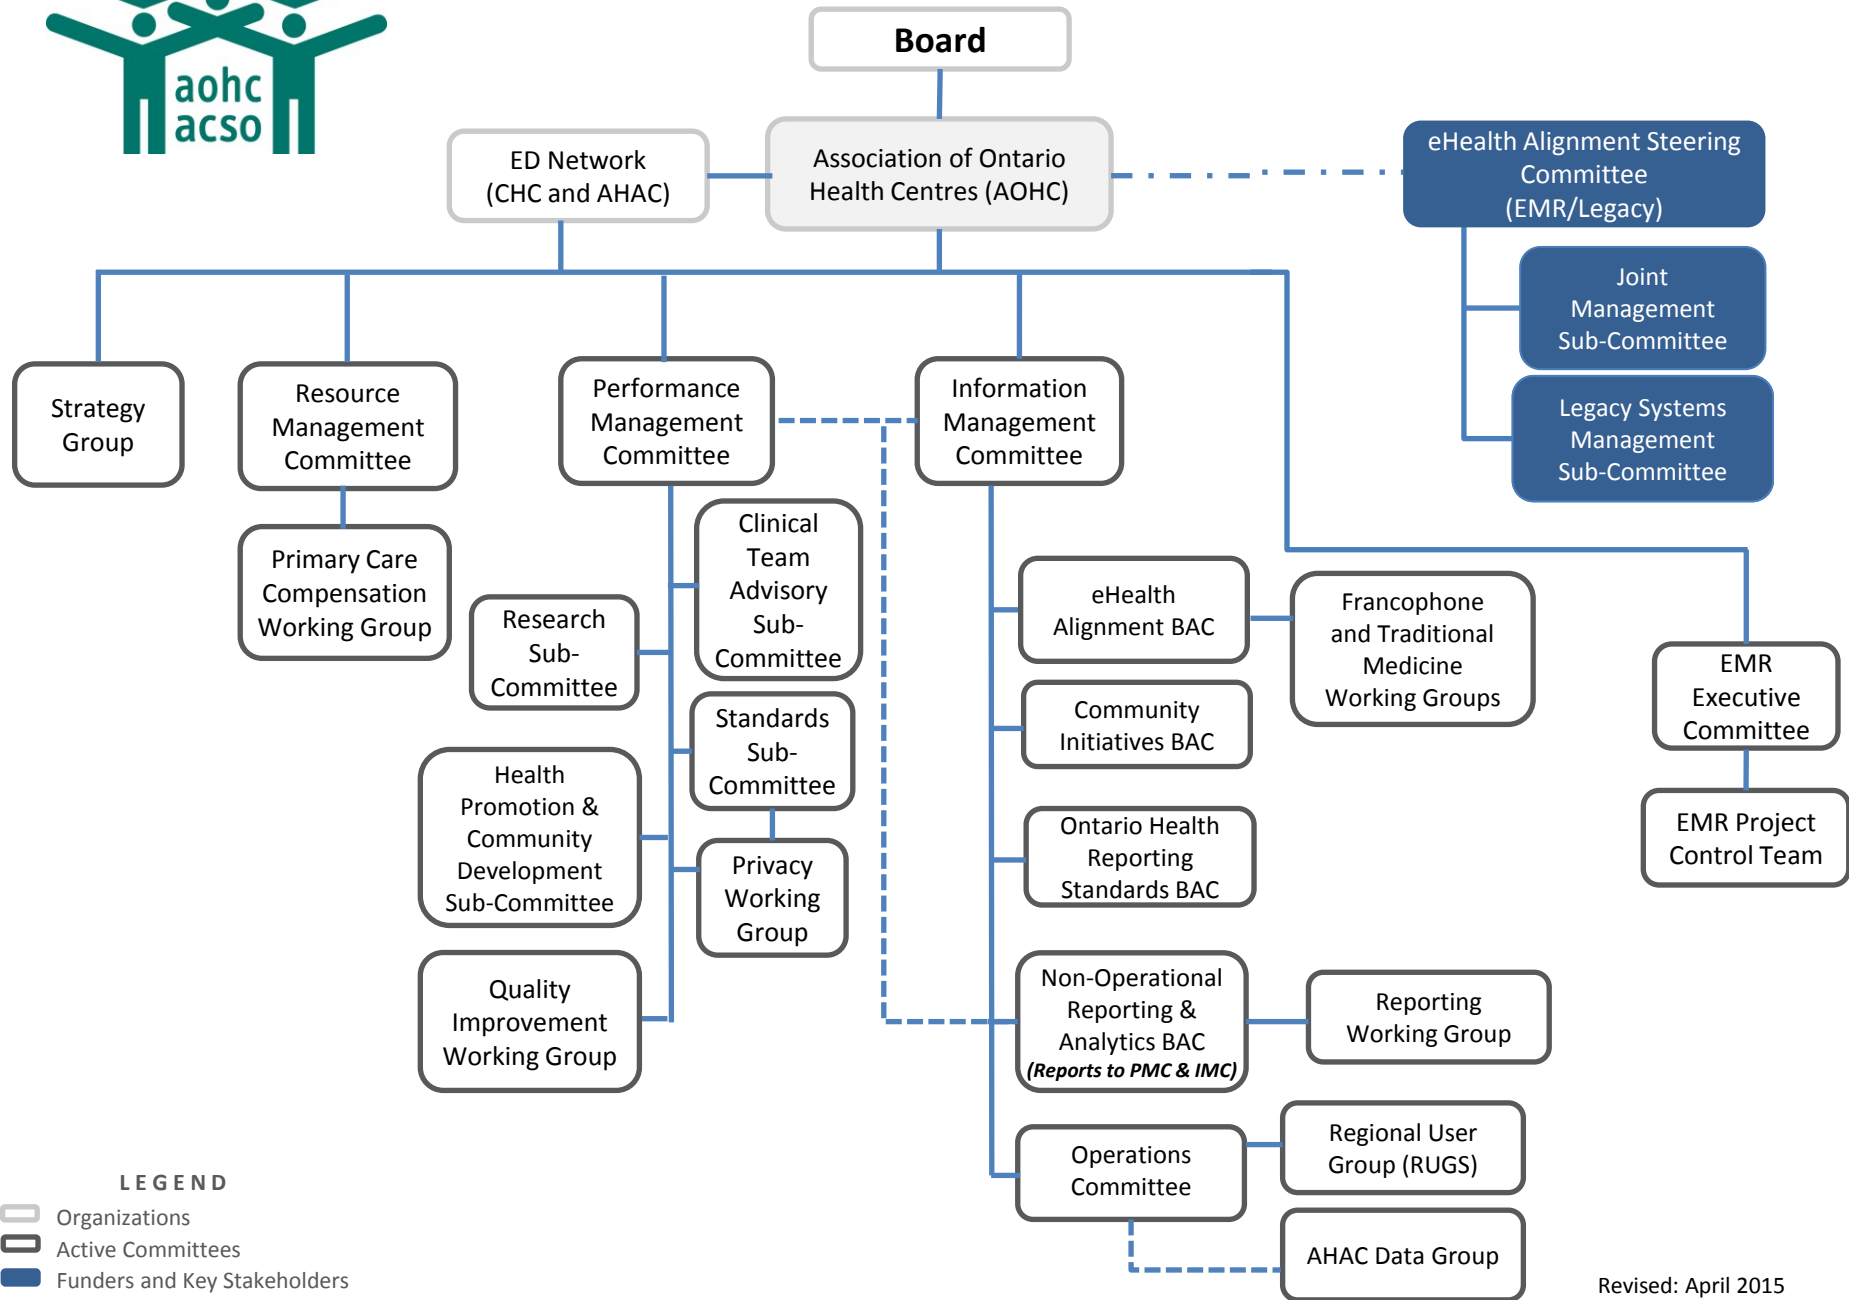 aohc
acso
Board
ED Network
(CHC and AHAC)
Association of Ontario
Health Centres (AOHC)
eHealth Alignment Steering
Committee
(EMR/Legacy)
Joint
Management
Sub-Committee
Legacy Systems
Management
Sub-Committee
Strategy
Group
Resource
Management
Committee
Performance
Management
Committee
Information
Management
Committee
Primary Care
Compensation
Working Group
Clinical
Team
Advisory
Sub-
Committee
Research
Sub-
Committee
Standards
Sub-
Committee
Health
Promotion &
Community
Development
Sub-Committee
Privacy
Working
Group
Quality
Improvement
Working Group
eHealth
Alignment BAC
Francophone
and Traditional
Medicine
Working Groups
Community
Initiatives BAC
Ontario Health
Reporting
Standards BAC
Non-Operational
Reporting &
Analytics BAC
(Reports to PMC & IMC)
Reporting
Working Group
Operations
Committee
Regional User
Group (RUGS)
AHAC Data Group
EMR
Executive
Committee
EMR Project
Control Team
LEGEND
Organizations
Active Committees
Funders and Key Stakeholders
Revised: April 2015